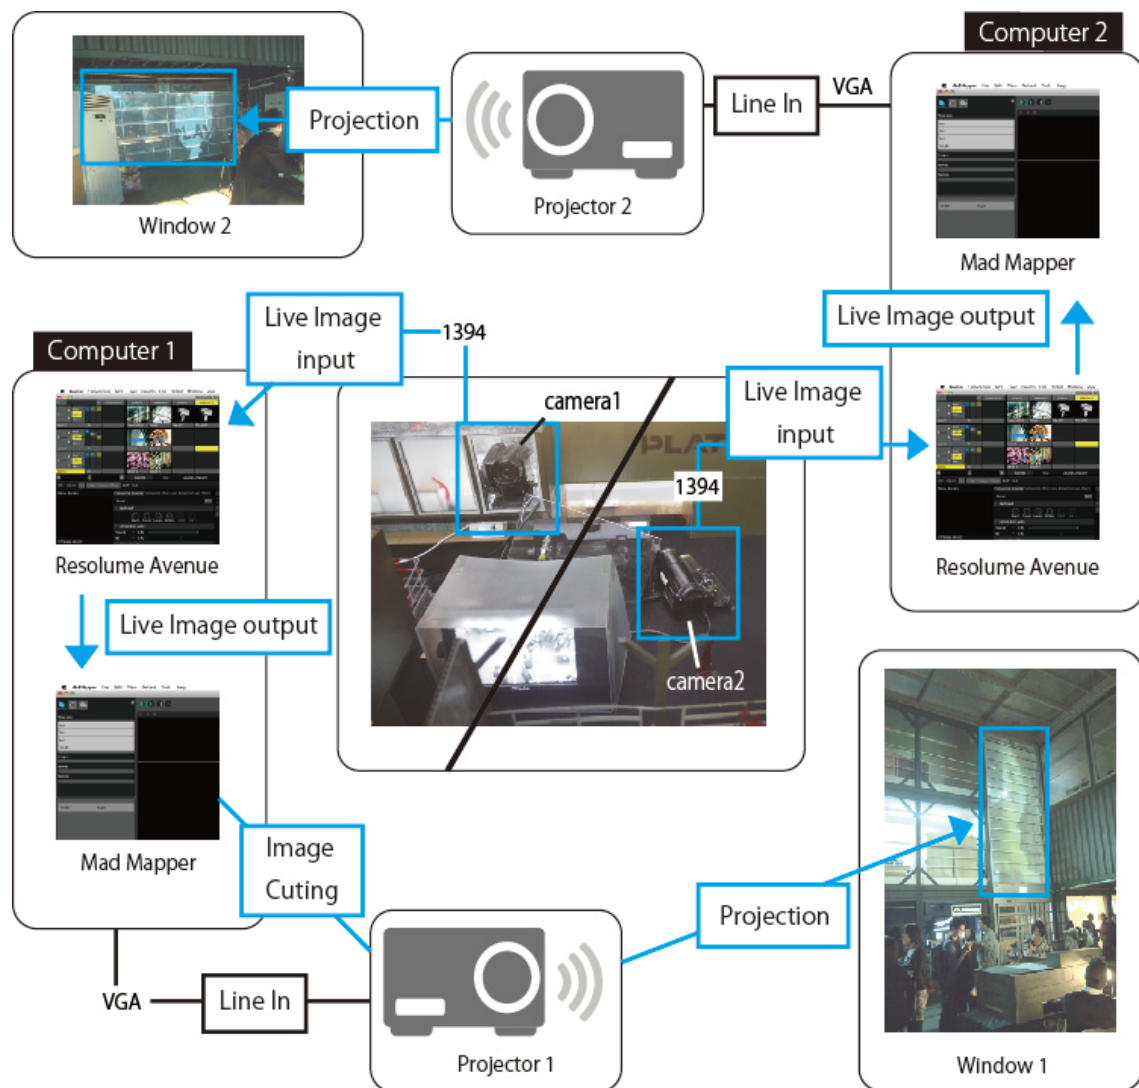 Computer 2
Window 2
Projection
Projector 2
Line In
VGA
Mad Mapper
Live Image output
Resolume Avenue
Live Image
input
1394
Computer 1
Resolume Avenue
Live Image output
Mad Mapper
camera1
PLAT
Live Image
input
1394
camera2
Image
Cuting
VGA
Line In
Projector 1
Projection
Window 1